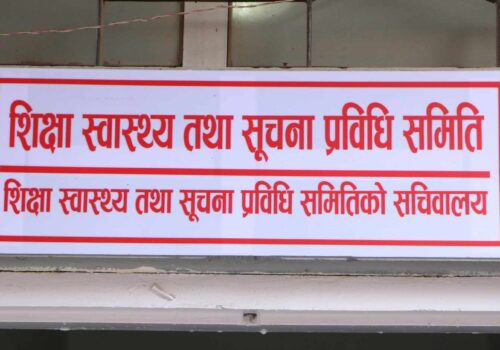 शिक्षा स्वास्थ्य तथा सूचना प्रविधि समिति
शिक्षा स्वास्थ्य तथा सूचना प्रविधि समितिको सचिवालय